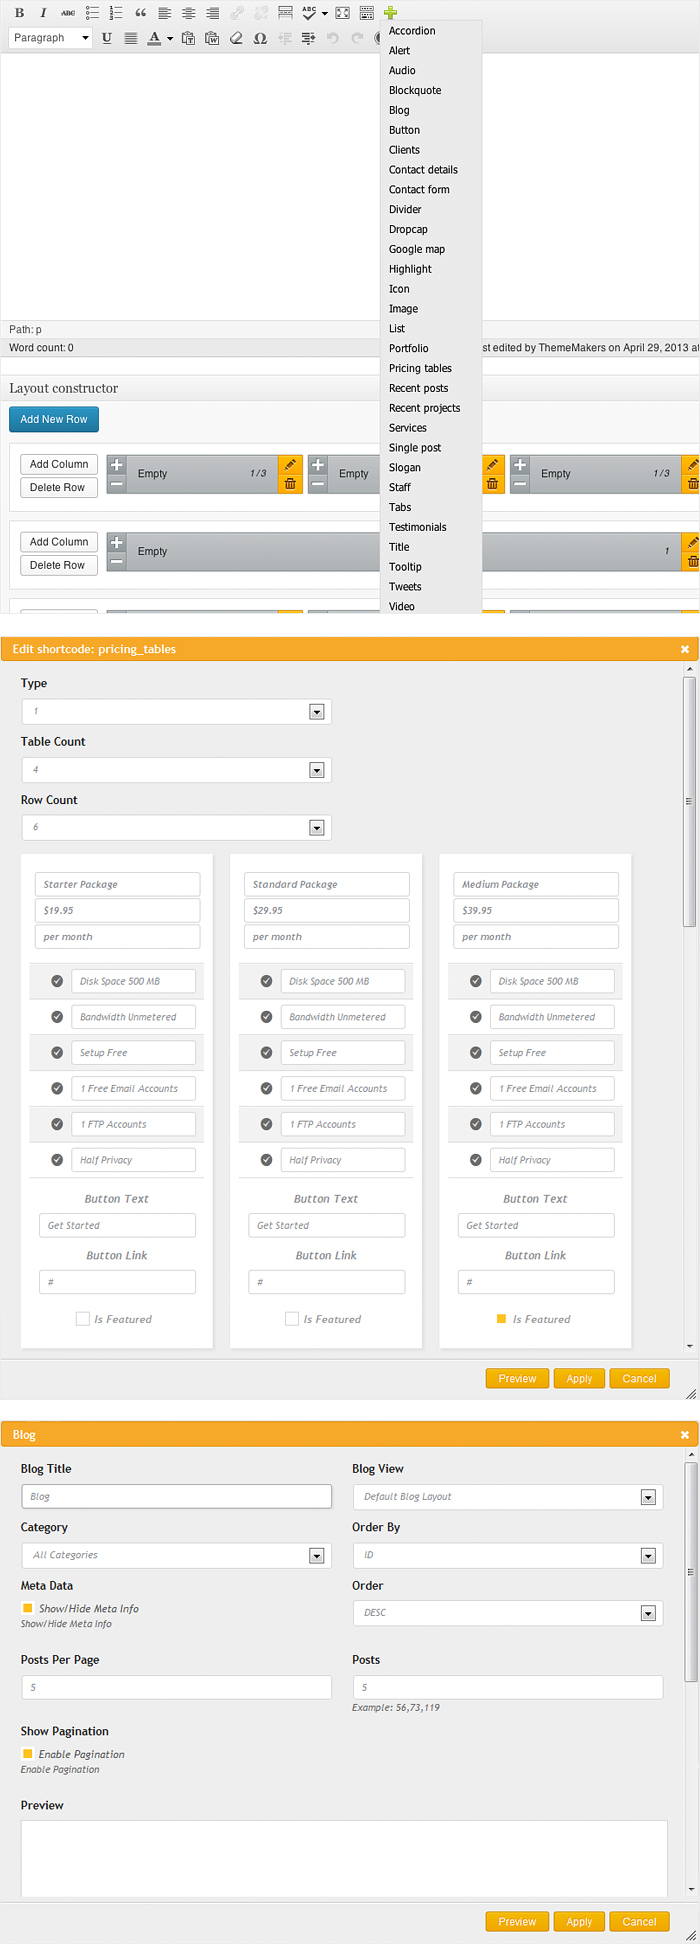 B I ABC ABC
Paragraph U A Ω
Accordion
Alert
Audio
Blockquote
Blog
Button
Clients
Contact details
Contact form
Divider
Dropcap
Google map
Highlight
Icon
Image
List
Portfolio
Pricing tables
Recent posts
Recent projects
Services
Single post
Slogan
Staff
Tabs
Testimonials
Title
Tooltip
Tweets
Video
Path: p
Word count: 0 st edited by ThemeMakers on April 29, 2013 at
Layout constructor
Add New Row
Add Column
Delete Row
Empty 1/3 Empty Empty 1/3
Add Column
Delete Row
Empty 1
Edit shortcode: pricing_tables
Type
1
Table Count
4
Row Count
6
Starter Package Standard Package Medium Package
$19.95 $29.95 $39.95
per month per month per month
Disk Space 500 MB Disk Space 500 MB Disk Space 500 MB
Bandwidth Unmetered Bandwidth Unmetered Bandwidth Unmetered
Setup Free Setup Free Setup Free
1 Free Email Accounts 1 Free Email Accounts 1 Free Email Accounts
1 FTP Accounts 1 FTP Accounts 1 FTP Accounts
Half Privacy Half Privacy Half Privacy
Button Text Button Text Button Text
Get Started Get Started Get Started
Button Link Button Link Button Link
# # #
Is Featured Is Featured Is Featured
Preview Apply Cancel
Blog
Blog Title Blog View
Blog Default Blog Layout
Category Order By
All Categories ID
Meta Data Order
Show/Hide Meta Info DESC
Show/Hide Meta Info
Posts Per Page Posts
5 5
Example: 56,73,119
Show Pagination
Enable Pagination
Enable Pagination
Preview
Preview Apply Cancel